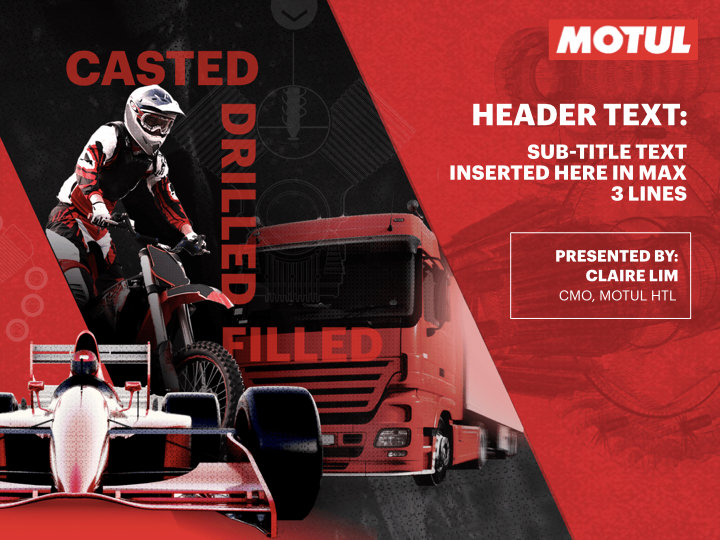 MOTUL
CASTED
DRILLED
FILLED
HEADER TEXT:
SUB-TITLE TEXT
INSERTED HERE IN MAX
3 LINES
PRESENTED BY:
CLAIRE LIM
CMO, MOTUL HTL